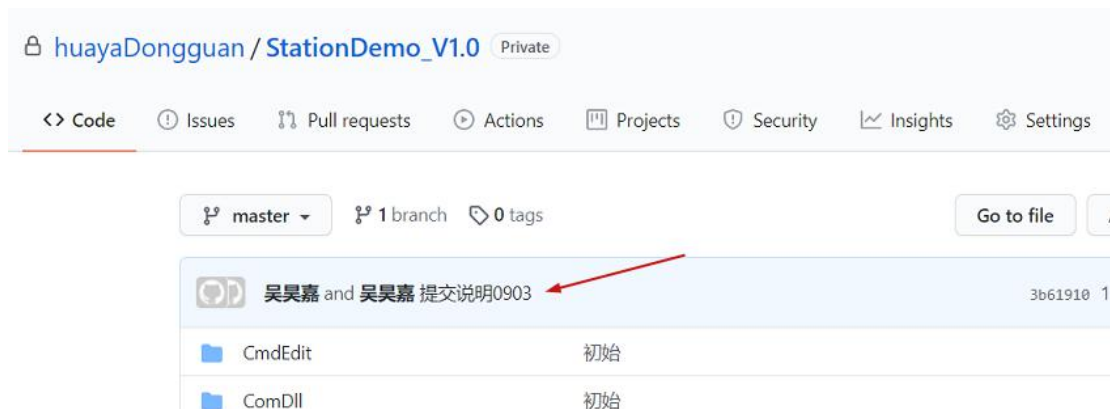 huayaDongguan / StationDemo_V1.0 Private
Code Issues Pull requests Actions Projects Security Insights Settings
master 1 branch 0 tags Go to file
吴昊嘉 and 吴昊嘉 提交说明0903 3b61910 1
CmdEdit 初始
ComDll 初始